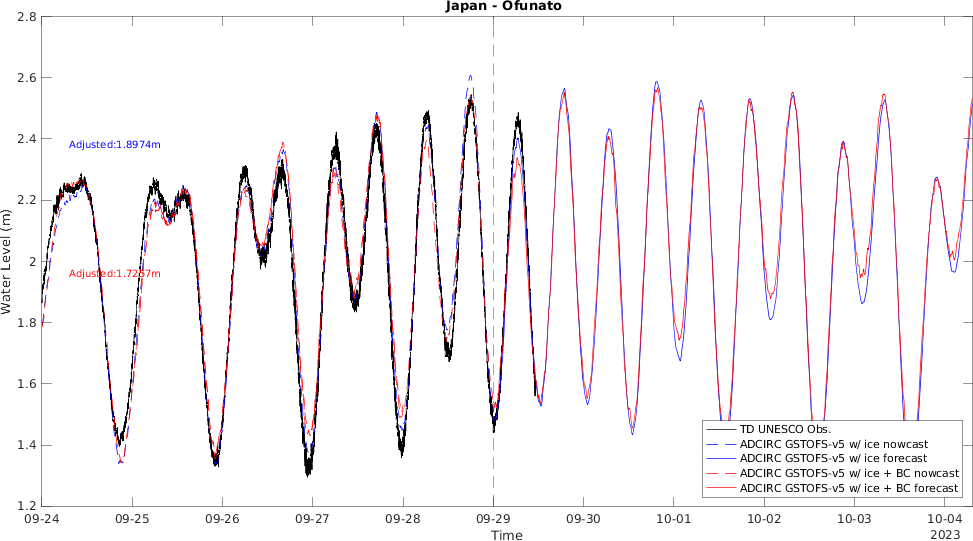 Japan - Ofunato
2.8
2.6
2.4
2.2
2
1.8
1.6
1.4
1.2
Water Level (m)
Adjusted:1.8974m
Adjusted:1.7287m
TD UNESCO Obs.
ADCIRC GSTOFS-v5 w/ ice nowcast
ADCIRC GSTOFS-v5 w/ ice forecast
ADCIRC GSTOFS-v5 w/ ice + BC nowcast
ADCIRC GSTOFS-v5 w/ ice + BC forecast
09-24 09-25 09-26 09-27 09-28 09-29 09-30 10-01 10-02 10-03 10-04
2023
Time